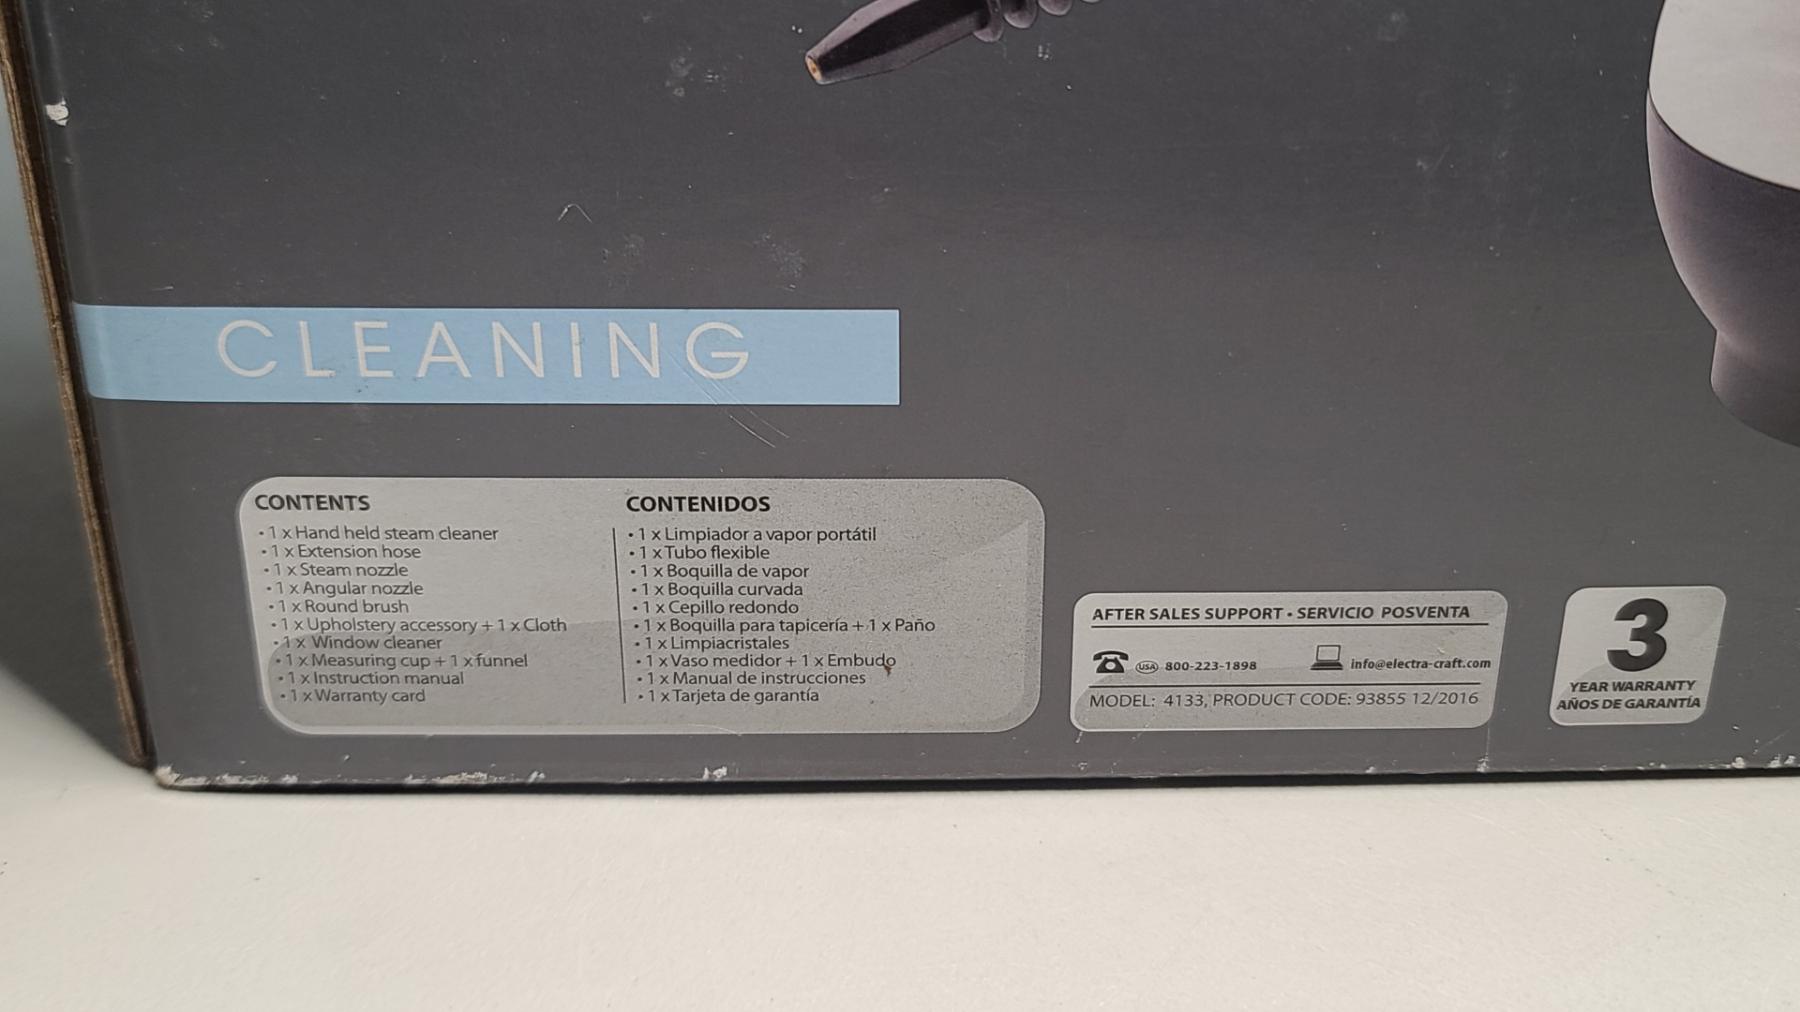 CLEANING
CONTENTS
• 1 x Hand held steam cleaner
• 1 x Extension hose
• 1 x Steam nozzle
• 1 x Angular nozzle
• 1 x Round brush
• 1 x Upholstery accessory + 1 x Cloth
• 1 x Window cleaner
• 1 x Measuring cup + 1 x funnel
• 1 x Instruction manual
• 1 x Warranty card
CONTENIDOS
• 1 x Limpiador a vapor portátil
• 1 x Tubo flexible
• 1 x Boquilla de vapor
• 1 x Boquilla curvada
• 1 x Cepillo redondo
• 1 x Boquilla para tapicería + 1 x Paño
• 1 x Limpiacristales
• 1 x Vaso medidor + 1 x Embudo
• 1 x Manual de instrucciones
• 1 x Tarjeta de garantía
AFTER SALES SUPPORT • SERVICIO POSVENTA
USA 800-223-1898 info@electra-craft.com
MODEL: 4133, PRODUCT CODE: 93855 12/2016
3
YEAR WARRANTY
AÑOS DE GARANTÍA